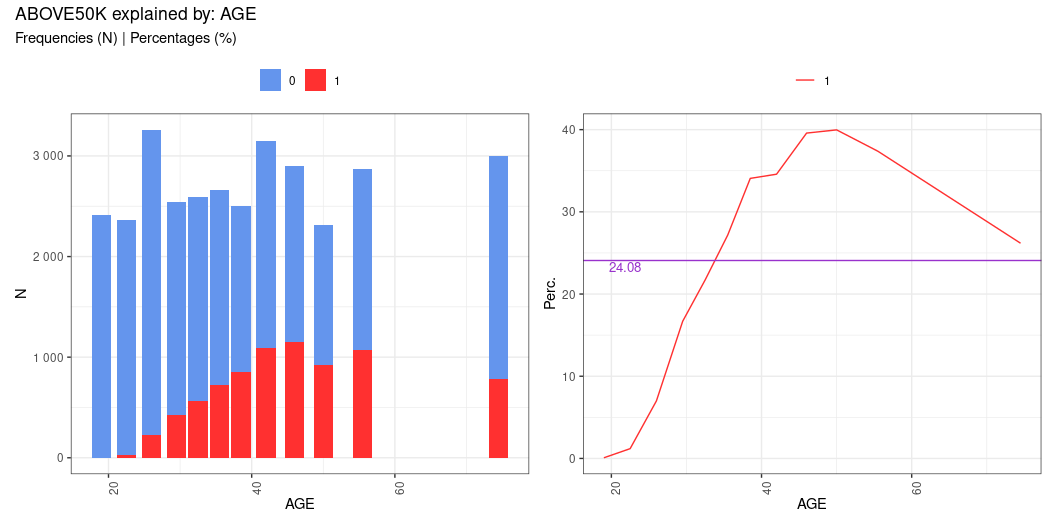 ABOVE50K explained by: AGE
Frequencies (N) | Percentages (%)
0 1
1
3 000
2 000
1 000
0
N
20 40 60
AGE
40
30
20
10
0
Perc.
24.08
20 40 60
AGE